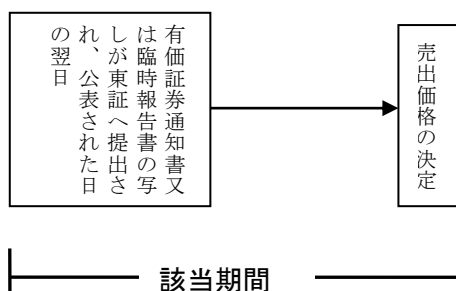 有価証券通知書又
は臨時報告書の写
しが東証へ提出さ
れ、公表された日
の翌日
売出価格の決定
該当期間